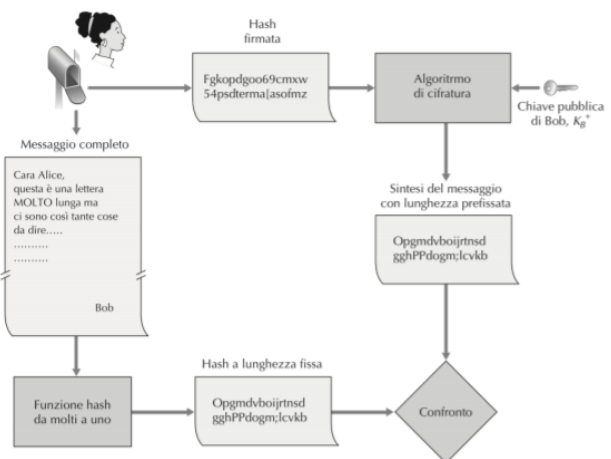 Hash
firmata
Fgkopdgoo69cmxw
54psdterma[asofmz
Algoritmo
di cifratura
Chiave pubblica
di Bob, K_B⁺
Messaggio completo
Cara Alice,
questa è una lettera
MOLTO lunga ma
ci sono così tante cose
da dire.....
..........
..........
Bob
Sintesi del messaggio
con lunghezza prefissata
Opgmdvboijrtnsd
gghPPdogm;lcvkb
Hash a lunghezza fissa
Funzione hash
da molti a uno
Opgmdvboijrtnsd
gghPPdogm;lcvkb
Confronto